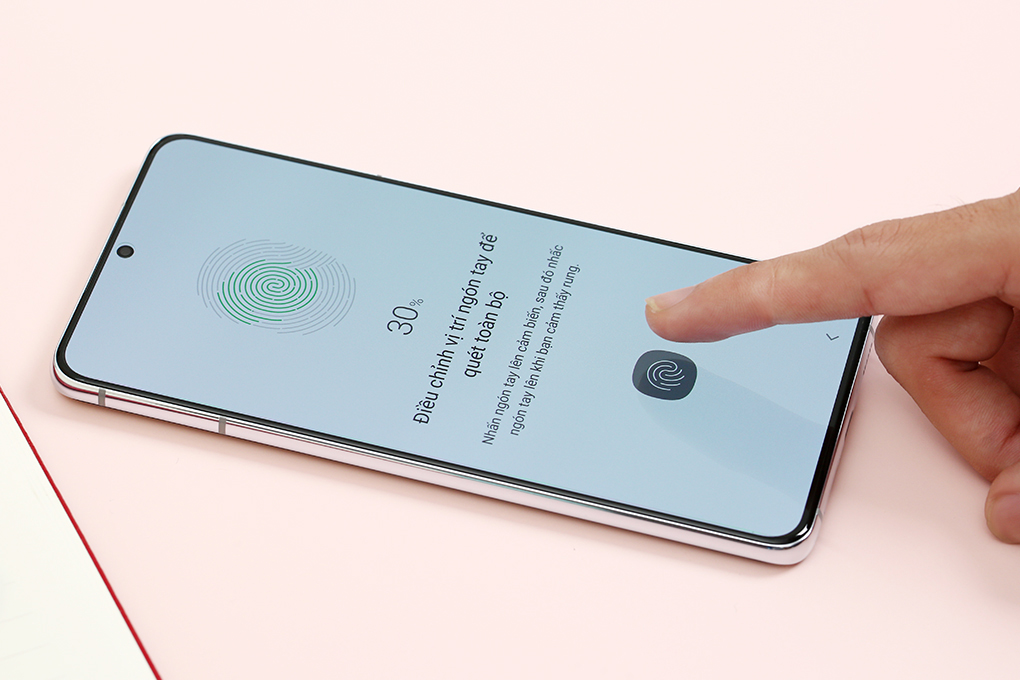 30%
Điều chỉnh vị trí ngón tay để
quét toàn bộ
Nhấn ngón tay lên cảm biến, sau đó nhấc
ngón tay lên khi bạn cảm thấy rung.